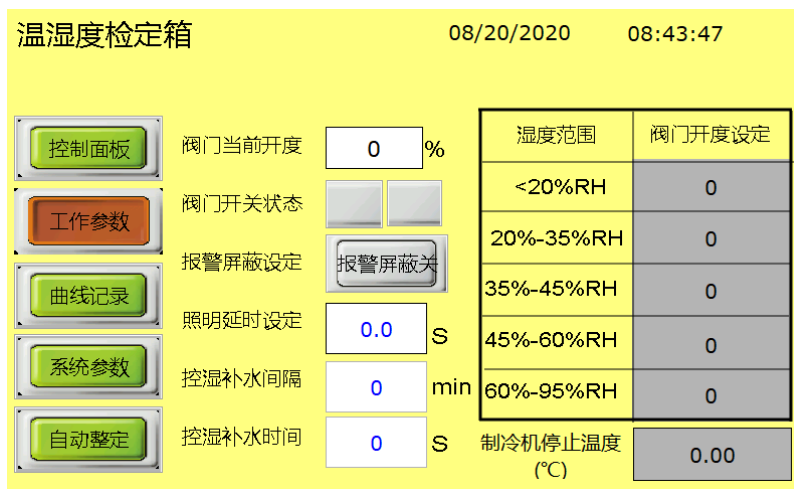 温湿度检定箱 08/20/2020 08:43:47
控制面板
工作参数
曲线记录
系统参数
自动整定
阀门当前开度 0 %
阀门开关状态
报警屏蔽设定 报警屏蔽关
照明延时设定 0.0 S
控湿补水间隔 0 min
控湿补水时间 0 S
湿度范围 阀门开度设定
<20%RH 0
20%-35%RH 0
35%-45%RH 0
45%-60%RH 0
60%-95%RH 0
制冷机停止温度 0.00
(℃)